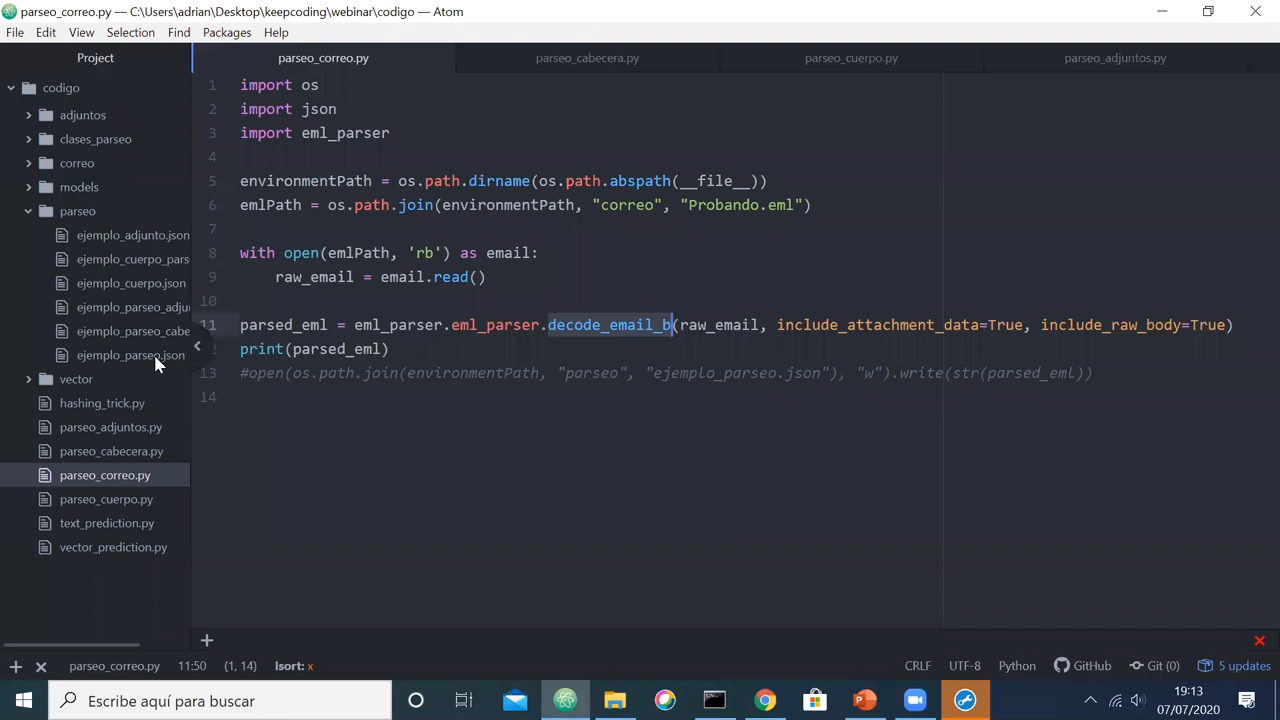 parseo_correo.py — C:\Users\adrian\Desktop\keepcoding\webinar\codigo — Atom
File Edit View Selection Find Packages Help
Project
parseo_correo.py parseo_cabecera.py parseo_cuerpo.py parseo_adjuntos.py
codigo
adjuntos
clases_parseo
correo
models
parseo
ejemplo_adjunto.json
ejemplo_cuerpo_pars
ejemplo_cuerpo.json
ejemplo_parseo_adju
ejemplo_parseo_cabe
ejemplo_parseo.json
vector
hashing_trick.py
parseo_adjuntos.py
parseo_cabecera.py
parseo_correo.py
parseo_cuerpo.py
text_prediction.py
vector_prediction.py
1 import os
2 import json
3 import eml_parser
4
5 environmentPath = os.path.dirname(os.path.abspath(__file__))
6 emlPath = os.path.join(environmentPath, "correo", "Probando.eml")
7
8 with open(emlPath, 'rb') as email:
9     raw_email = email.read()
10
11 parsed_eml = eml_parser.eml_parser.decode_email_b(raw_email, include_attachment_data=True, include_raw_body=True)
2 print(parsed_eml)
13 #open(os.path.join(environmentPath, "parseo", "ejemplo_parseo.json"), "w").write(str(parsed_eml))
14
parseo_correo.py 11:50 (1, 14) Isort: x CRLF UTF-8 Python GitHub Git (0) 5 updates
Escribe aquí para buscar
19:13
07/07/2020